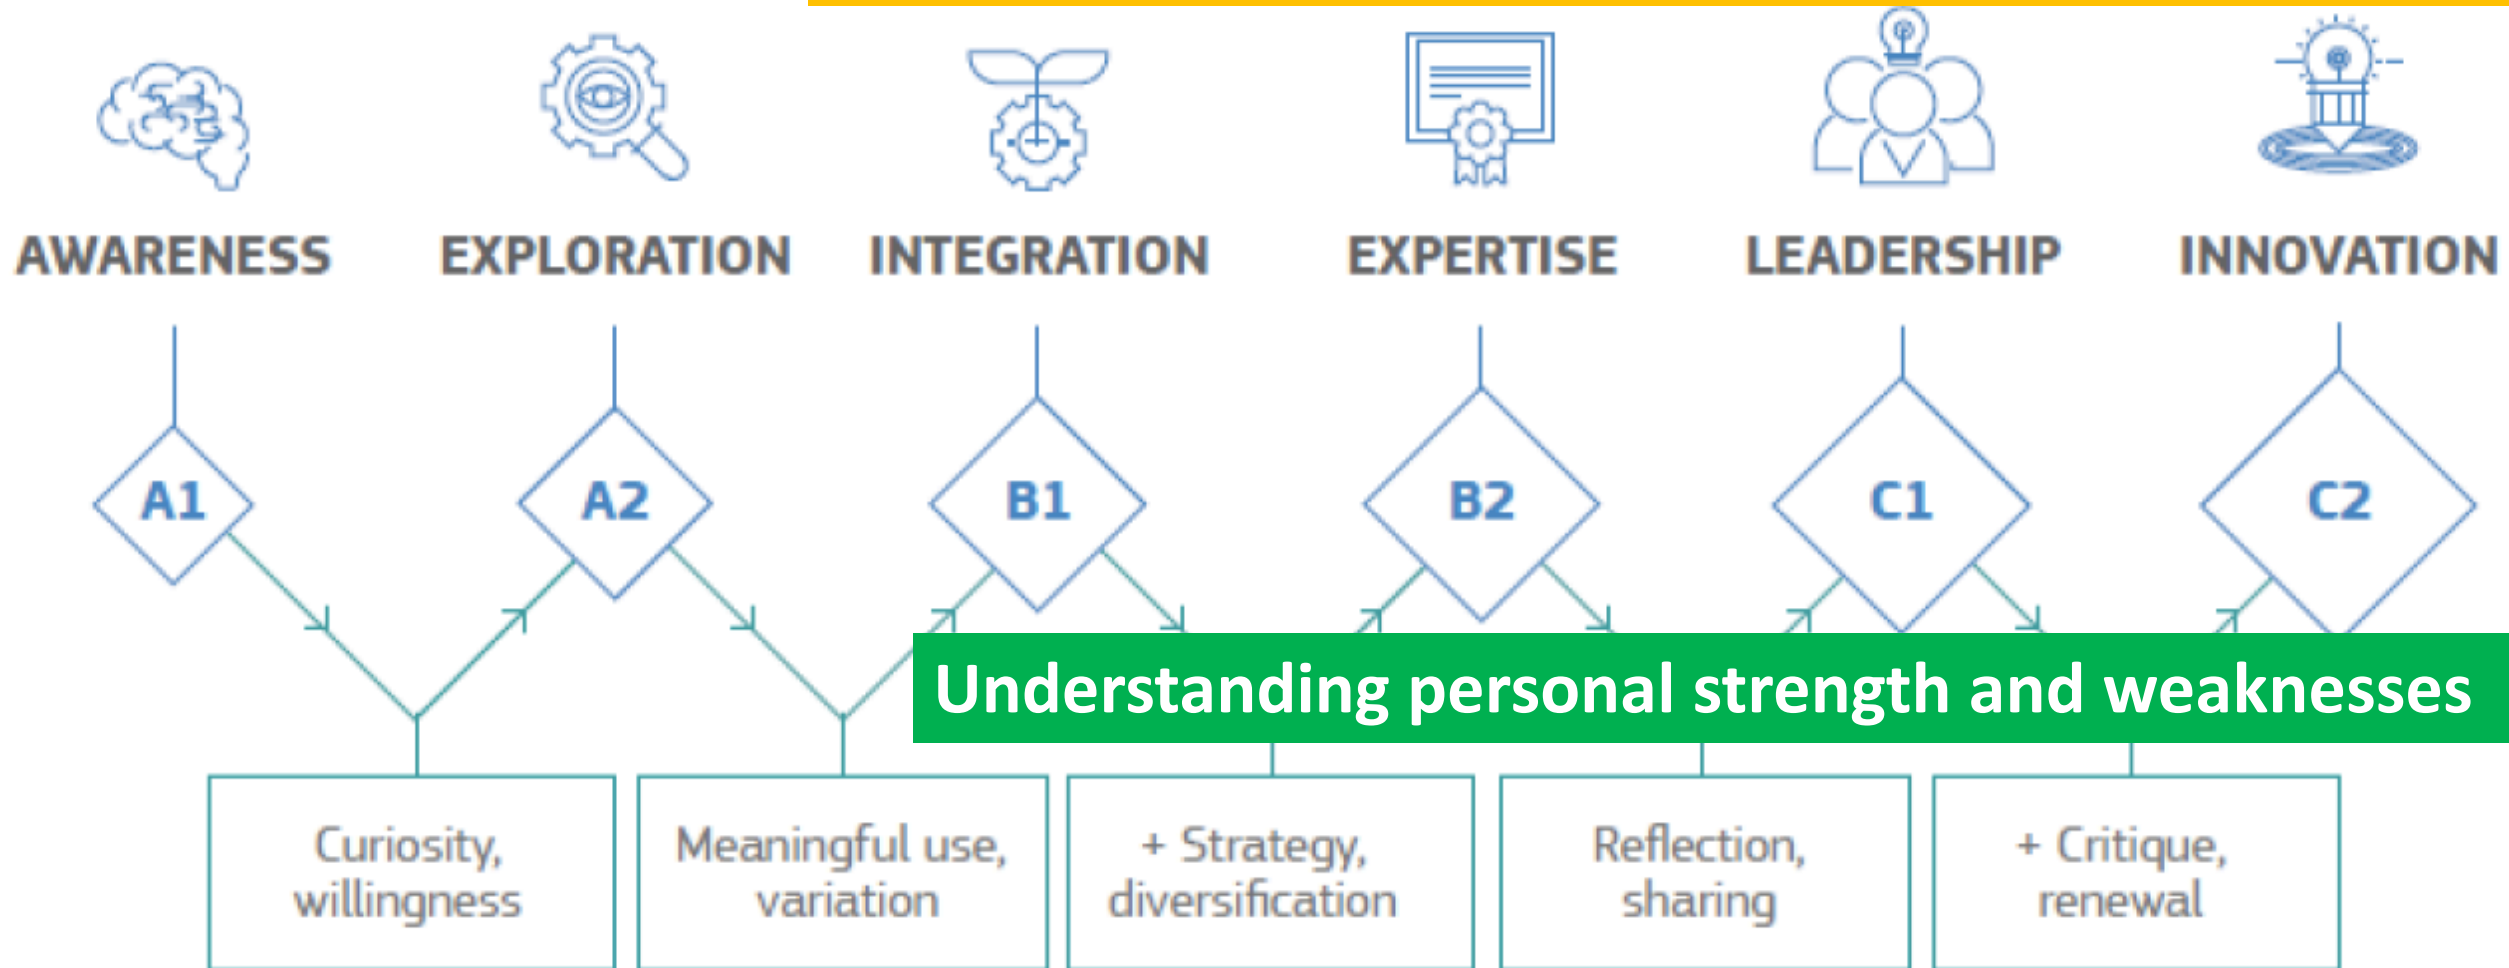 AWARENESS
EXPLORATION
INTEGRATION
EXPERTISE
LEADERSHIP
INNOVATION
A1
A2
B1
B2
C1
C2
Understanding personal strength and weaknesses
Curiosity,
willingness
Meaningful use,
variation
+ Strategy,
diversification
Reflection,
sharing
+ Critique,
renewal